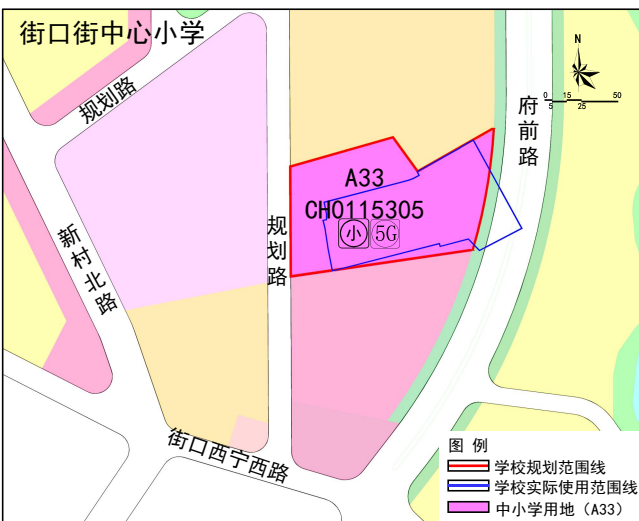 街口街中心小学
N
0 15 50
5 25
规划路
府前路
A33
CH0115305
小 5G
规划路
新村北路
街口西宁西路
图 例
学校规划范围线
学校实际使用范围线
中小学用地（A33）